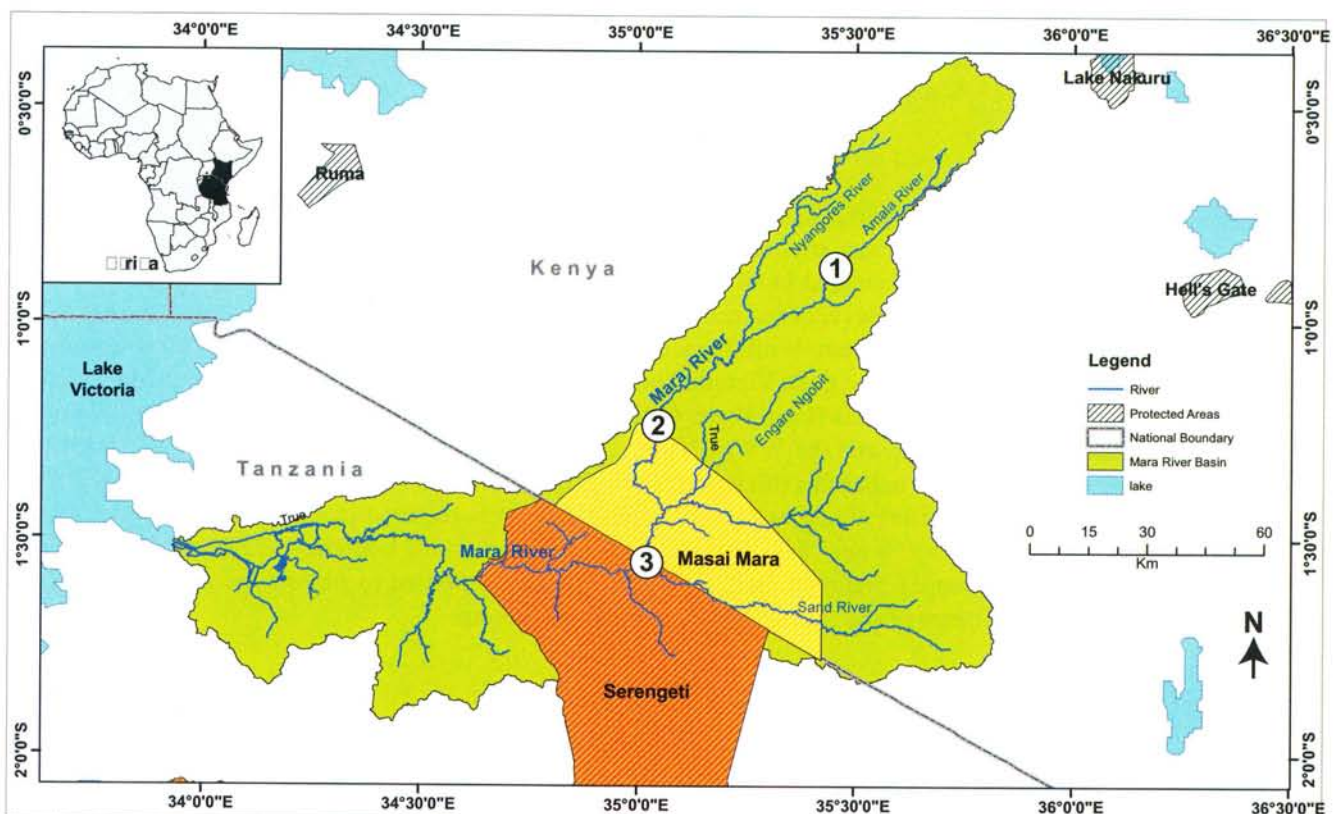 34°0'0"E
34°30'0"E
35°0'0"E
35°30'0"E
36°0'0"E
36°30'0"E
0°30'0"S
1°0'0"S
1°30'0"S
2°0'0"S
□□ri□a
Ruma
Lake Nakuru
Kenya
Nyangores River
Amala River
1
Hell's Gate
Lake
Victoria
Mara River
Legend
River
Protected Areas
National Boundary
Mara River Basin
lake
2
True
Engare Ngobit
Tanzania
True
0 15 30 60
Km
Mara River
3
Masai Mara
Sand River
N
Serengeti
0°30'0"S
1°0'0"S
1°30'0"S
2°0'0"S
34°0'0"E
34°30'0"E
35°0'0"E
35°30'0"E
36°0'0"E
36°30'0"E